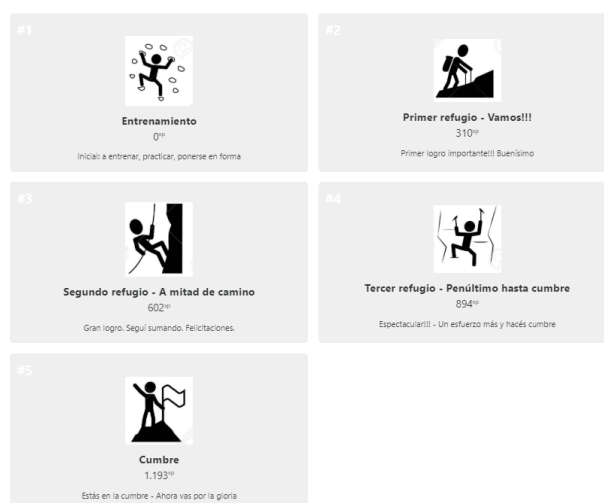 #1
Entrenamiento
0xp
Inicial: a entrenar, practicar, ponerse en forma
#2
Primer refugio - Vamos!!!
310xp
Primer logro importante!!! Buenísimo
#3
Segundo refugio - A mitad de camino
602xp
Gran logro. Seguí sumando. Felicitaciones.
#4
Tercer refugio - Penúltimo hasta cumbre
894xp
Espectacular!!! - Un esfuerzo más y hacés cumbre
#5
Cumbre
1.193xp
Estás en la cumbre - Ahora vas por la gloria